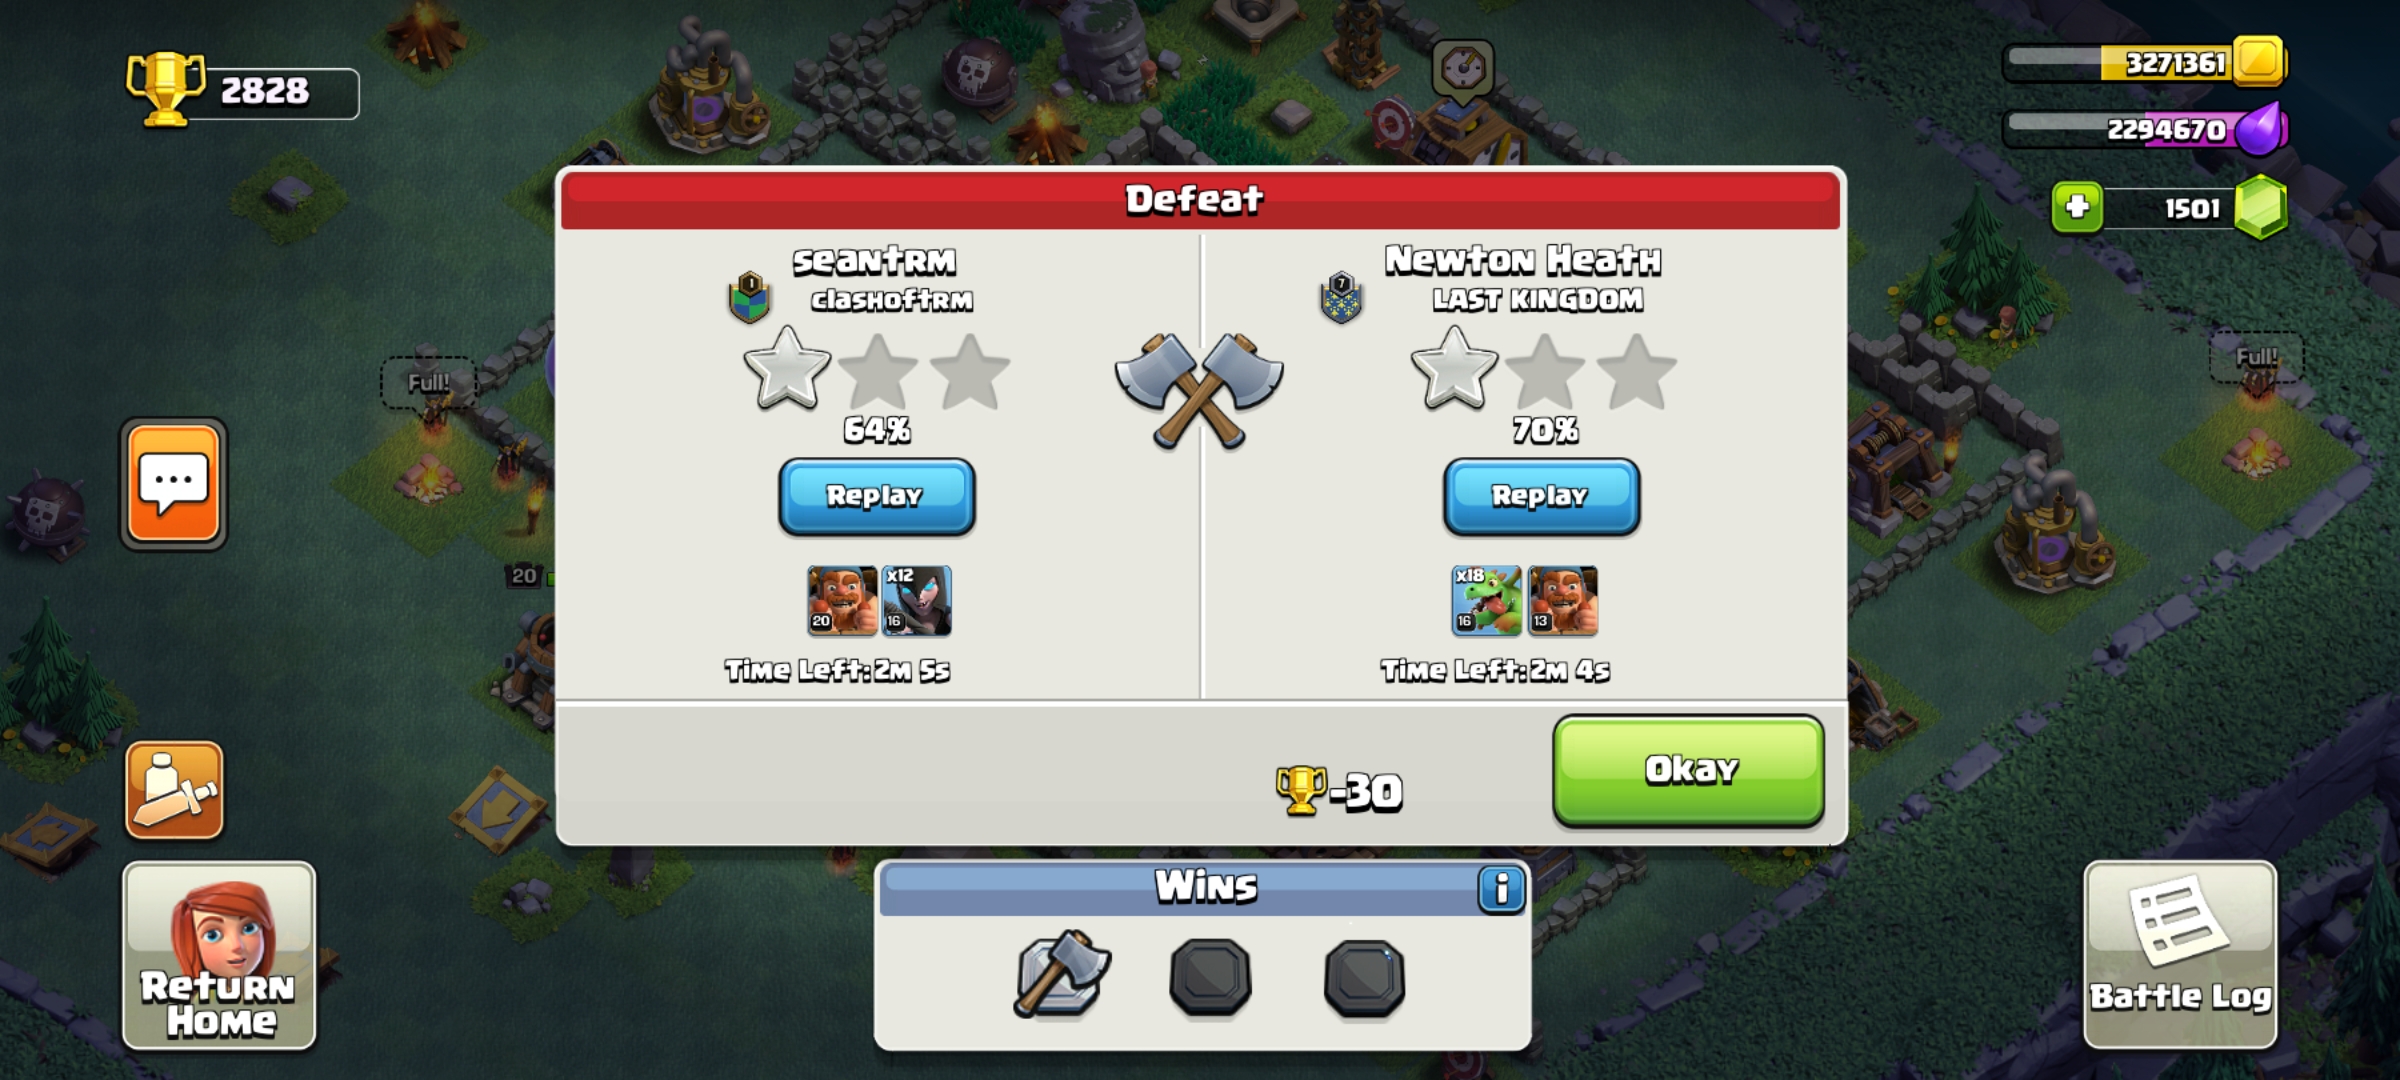 2828
3271361
2294670
1501
Defeat
seantrm
clashoftrm
1
Newton Heath
LAST KINGDOM
7
Full!
Full!
64%
70%
Replay
Replay
20
x12
20
16
x18
16
13
Time Left:2m 5s
Time Left:2m 4s
-30
Okay
Wins
i
Return
Home
Battle Log